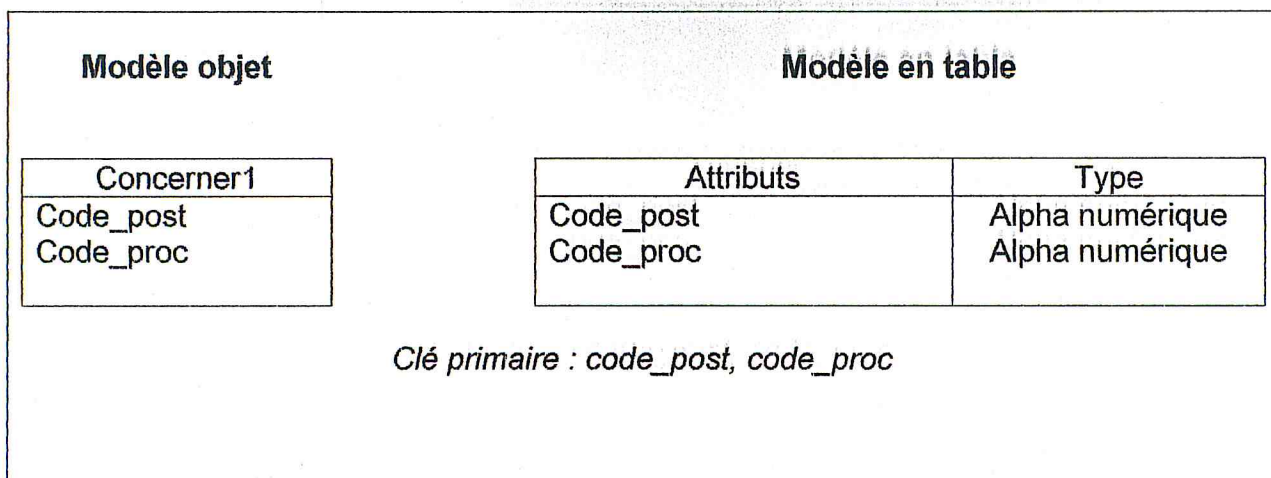 Modèle objet Modèle en table
Concerner1 Attributs Type
Code_post Code_post Alpha numérique
Code_proc Code_proc Alpha numérique
Clé primaire : code_post, code_proc